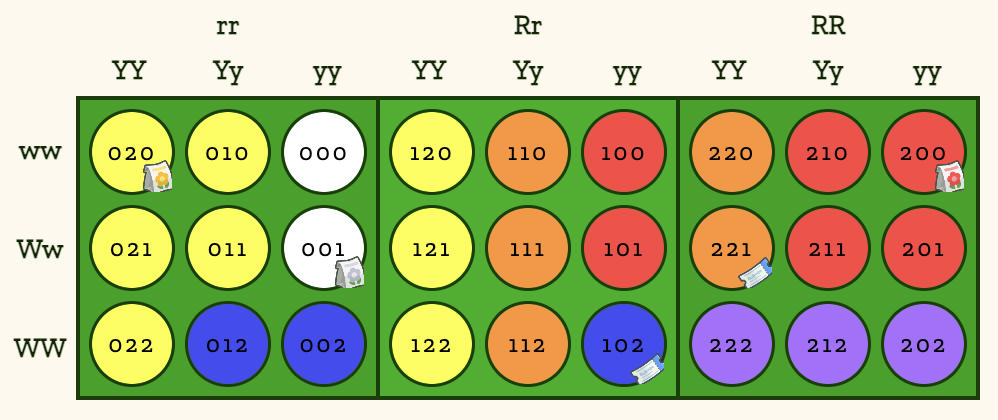 rr Rr RR
YY Yy yy YY Yy yy YY Yy yy
ww 020 010 000 120 110 100 220 210 200
Ww 021 011 001 121 111 101 221 211 201
WW 022 012 002 122 112 102 222 212 202